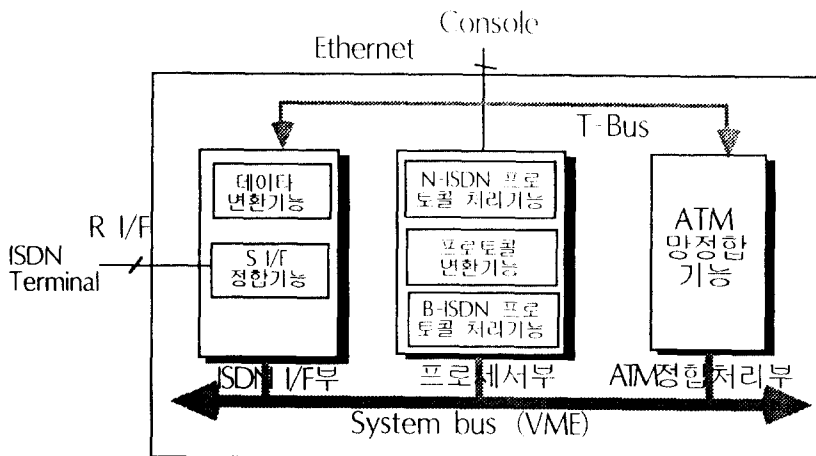 Console
Ethernet
T-Bus
데이타
변환기능
S I/F
정합기능
N-ISDN 프로
토콜 처리기능
프로토콜
변환기능
B-ISDN 프로
토콜 처리기능
ATM
망정합
기능
R I/F
ISDN
Terminal
ISDN I/F부
프로세서부
ATM정합처리부
System bus (VME)